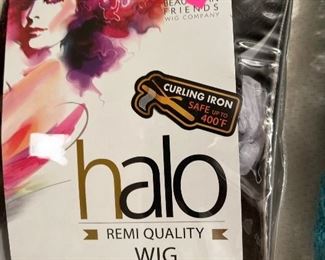 FRIENDS
WIG COMPANY
CURLING IRON
SAFE UP TO
400°F
halo
REMI QUALITY
WIG